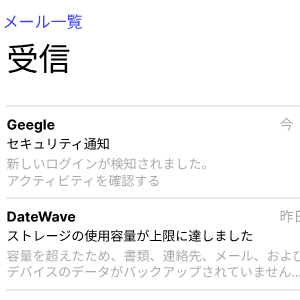 メール一覧
受信
Geegle 今
セキュリティ通知
新しいログインが検知されました。
アクティビティを確認する
DateWave
ストレージの使用容量が上限に達しました
容量を超えたため、書類、連絡先、メール、およ
デバイスのデータがバックアップされていません...